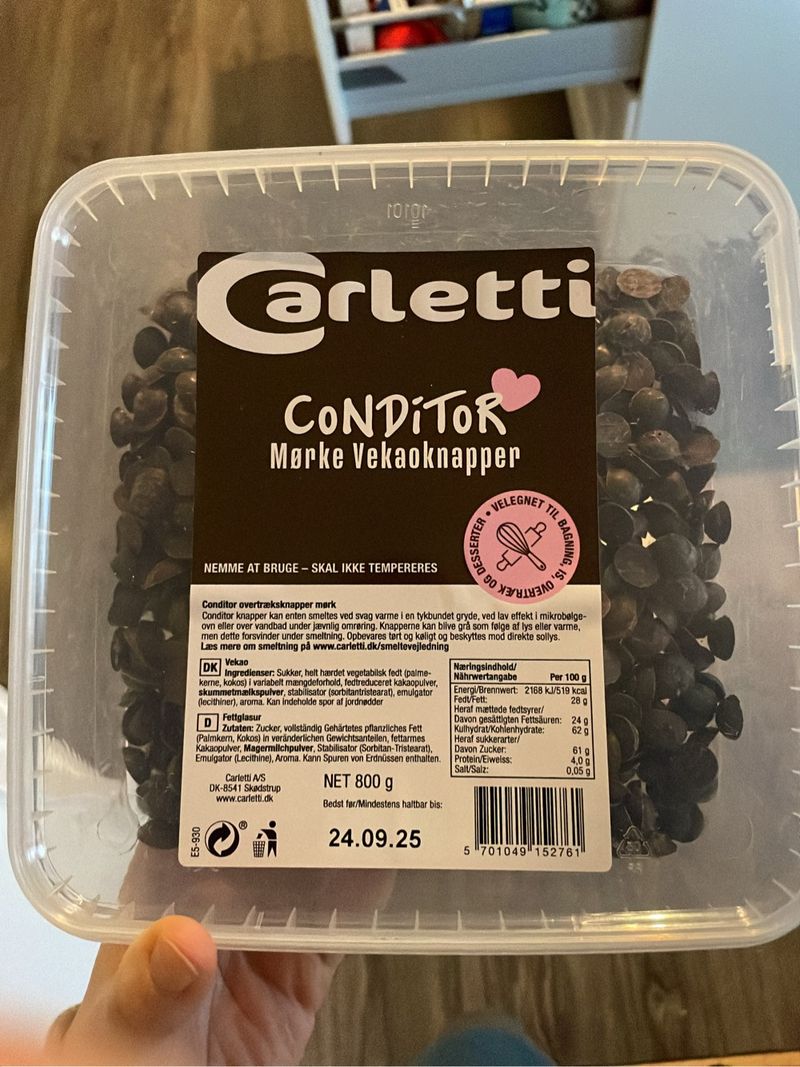 10101
Carletti
CONDiTOR
Mørke Vekaoknapper
VELEGNET TIL BAGNING, IS, OVERTRÆK OG DESSERTER •
NEMME AT BRUGE – SKAL IKKE TEMPERERES
Conditor overtræksknapper mørk
Conditor knapper kan enten smeltes ved svag varme i en tykbundet gryde, ved lav effekt i mikrobølge-
ovn eller over vandbad under jævnlig omrøring. Knapperne kan blive grå som følge af lys eller varme,
men dette forsvinder under smeltning. Opbevares tørt og køligt og beskyttes mod direkte sollys.
Læs mere om smeltning på www.carletti.dk/smeltevejledning
DK Vekao
Ingredienser: Sukker, helt hærdet vegetabilsk fedt (palme-
kerne, kokos) i variabelt mængdeforhold, fedtreduceret kakaopulver,
skummetmælkspulver, stabilisator (sorbitantristearat), emulgator
(lecithiner), aroma. Kan indeholde spor af jordnødder
D Fettglasur
Zutaten: Zucker, vollständig Gehärtetes pflanzliches Fett
(Palmkern, Kokos) in veränderlichen Gewichtsanteilen, fettarmes
Kakaopulver, Magermilchpulver, Stabilisator (Sorbitan-Tristearat),
Emulgator (Lecithine), Aroma. Kann Spuren von Erdnüssen enthalten.
Næringsindhold/
Nährwertangabe Per 100 g
Energi/Brennwert: 2168 kJ/519 kcal
Fedt/Fett: 28 g
Heraf mættede fedtsyrer/
Davon gesättigten Fettsäuren: 24 g
Kulhydrat/Kohlenhydrate: 62 g
Heraf sukkerarter/
Davon Zucker: 61 g
Protein/Eiweiss: 4,0 g
Salt/Salz: 0,05 g
Carletti A/S
DK-8541 Skødstrup
www.carletti.dk
NET 800 g
Bedst før/Mindestens haltbar bis:
24.09.25
E5-930
®
5 701049 152761